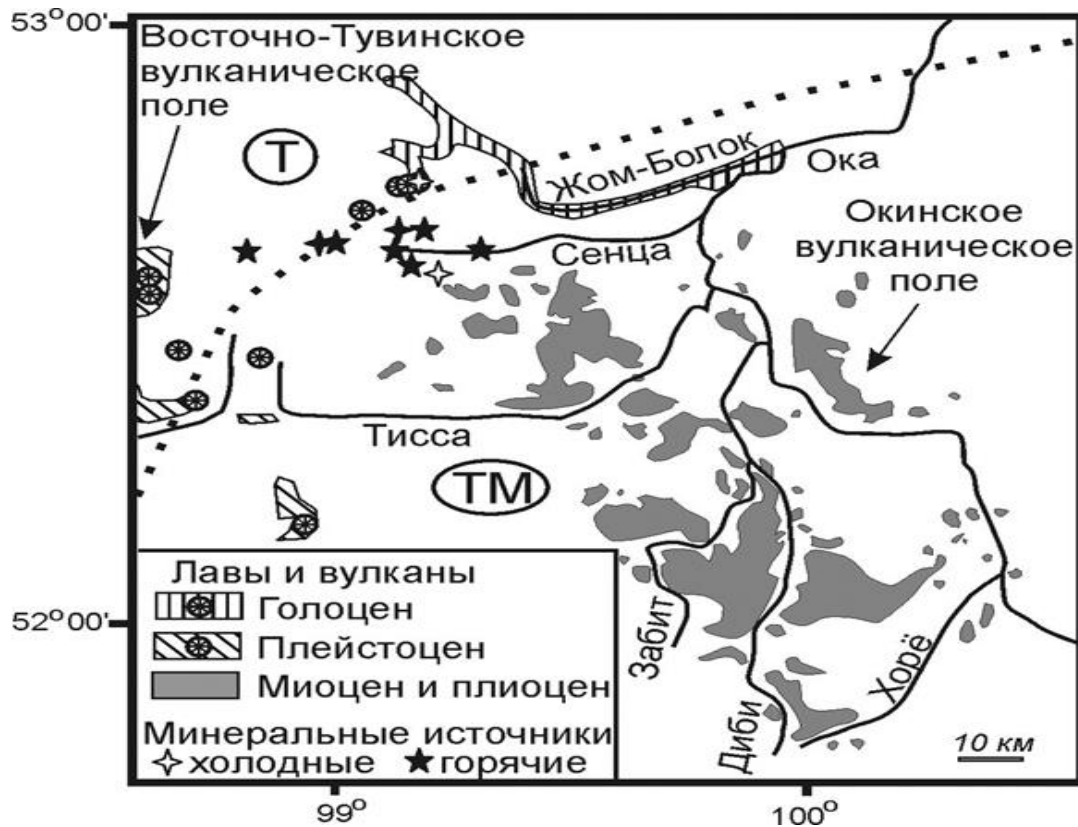 53°00'
Восточно-Тувинское
вулканическое
поле
Т
Жом-Болок
Ока
Сенца
Окинское
вулканическое
поле
Тисса
ТМ
Лавы и вулканы
Голоцен
Плейстоцен
Миоцен и плиоцен
Минеральные источники
холодные
горячие
52°00'
Забит
Диби
Хорё
10 км
99°
100°